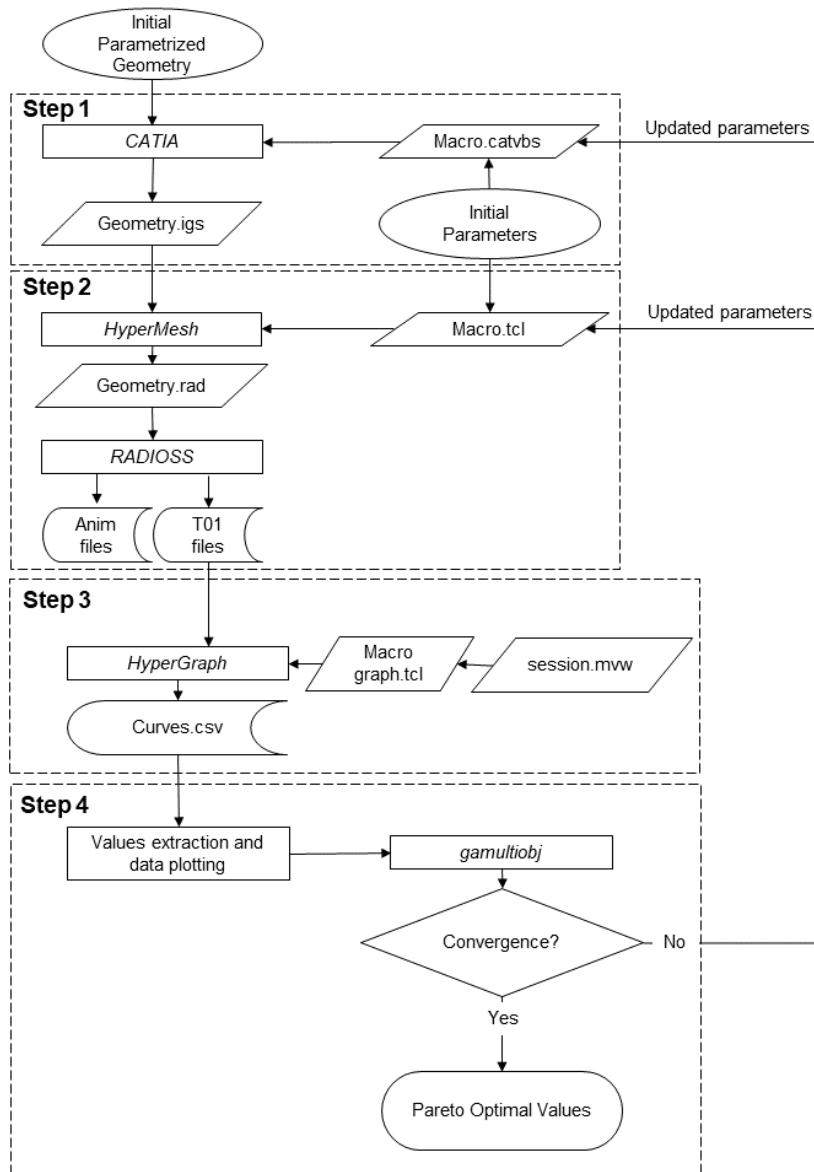 Initial
Parametrized
Geometry
Step 1
CATIA
Macro.catvbs
Updated parameters
Geometry.igs
Initial
Parameters
Step 2
HyperMesh
Macro.tcl
Updated parameters
Geometry.rad
RADIOSS
Anim
files
T01
files
Step 3
HyperGraph
Macro
graph.tcl
session.mvw
Curves.csv
Step 4
Values extraction and
data plotting
gamultiobj
Convergence?
No
Yes
Pareto Optimal Values